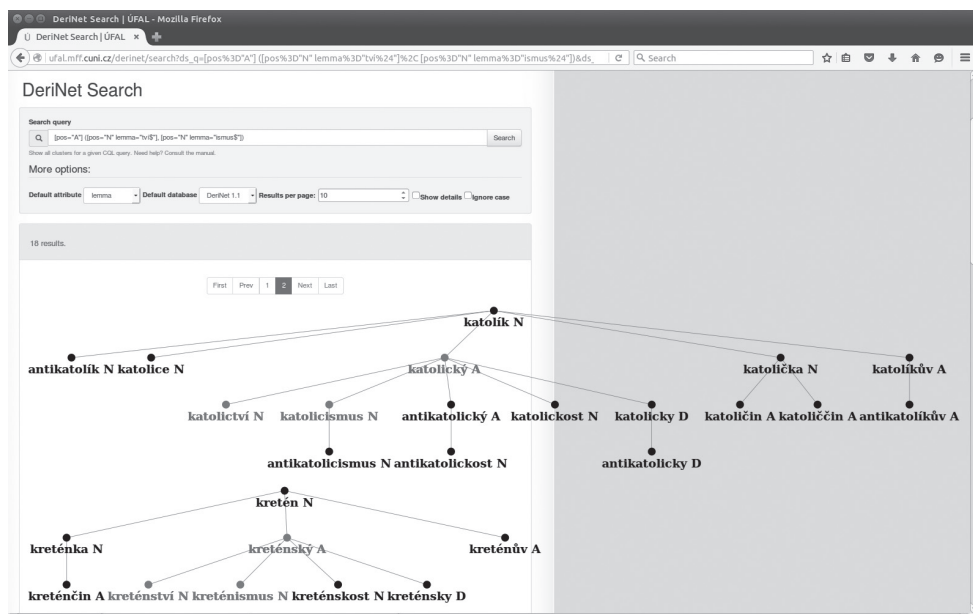 DeriNet Search | ÚFAL - Mozilla Firefox
DeriNet Search | ÚFAL
ufal.mff.cuni.cz/derinet/search?ds_q=[pos%3D"A"] ([pos%3D"N" lemma%3D"tví%24"]%2C [pos%3D"N" lemma%3D"ismus%24"])&ds_ Search
DeriNet Search
Search query
[pos="A"] ([pos="N" lemma="tví$"], [pos="N" lemma="ismus$"]) Search
Show all clusters for a given CQL query. Need help? Consult the manual.
More options:
Default attribute lemma Default database DeriNet 1.1 Results per page: 10 Show details Ignore case
18 results.
First Prev 1 2 Next Last
katolík N
antikatolík N katolice N katolický A katolička N katolíkův A
katolictví N katolicismus N antikatolický A katolickost N katolicky D katoličin A katoliččin A antikatolíkův A
antikatolicismus N antikatolickost N antikatolicky D
kretén N
kreténka N kreténský A kreténův A
kreténčin A kreténství N kreténismus N kreténskost N kreténsky D